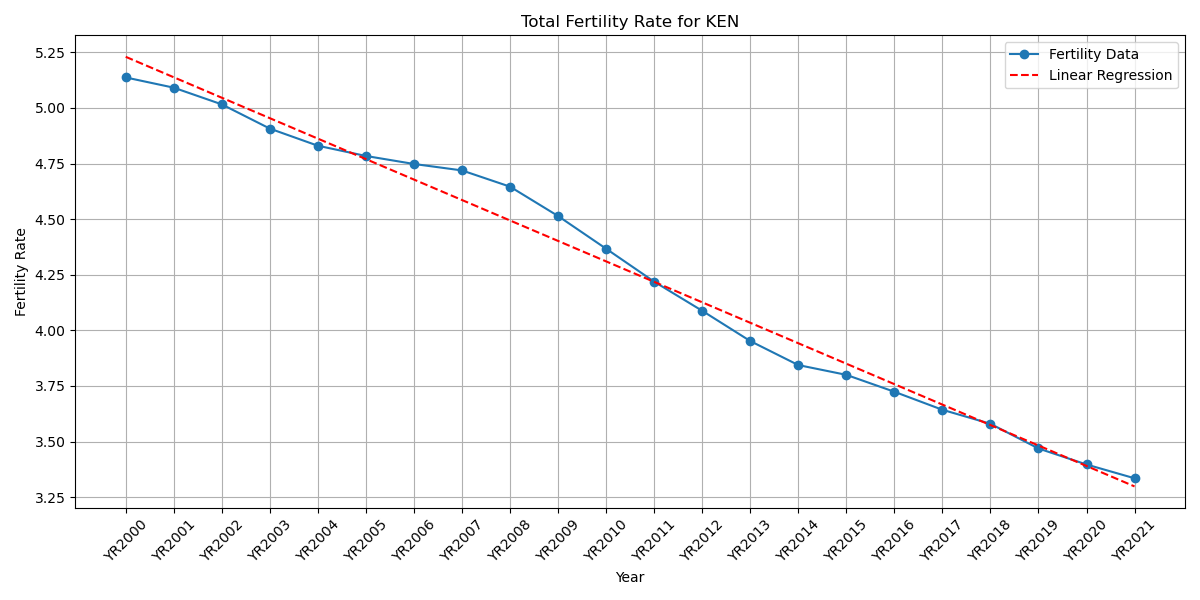 Total Fertility Rate for KEN
Fertility Data
Linear Regression
Fertility Rate
5.25
5.00
4.75
4.50
4.25
4.00
3.75
3.50
3.25
YR2000
YR2001
YR2002
YR2003
YR2004
YR2005
YR2006
YR2007
YR2008
YR2009
YR2010
YR2011
YR2012
YR2013
YR2014
YR2015
YR2016
YR2017
YR2018
YR2019
YR2020
YR2021
Year